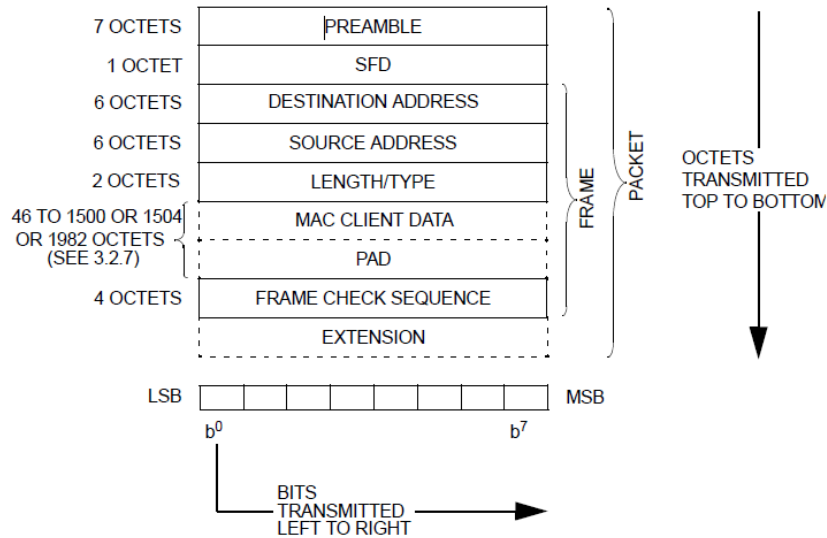 7 OCTETS PREAMBLE
1 OCTET SFD
6 OCTETS DESTINATION ADDRESS
6 OCTETS SOURCE ADDRESS
2 OCTETS LENGTH/TYPE
46 TO 1500 OR 1504
OR 1982 OCTETS
(SEE 3.2.7)
MAC CLIENT DATA
PAD
4 OCTETS FRAME CHECK SEQUENCE
EXTENSION
FRAME
PACKET
OCTETS
TRANSMITTED
TOP TO BOTTOM
LSB MSB
b⁰ b⁷
BITS
TRANSMITTED
LEFT TO RIGHT